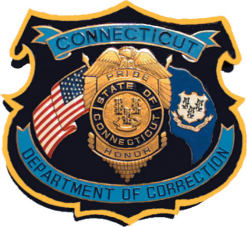 CONNECTICUT
PRIDE
STATE OF
CONNECTICUT
HONOR
DEPARTMENT OF CORRECTION